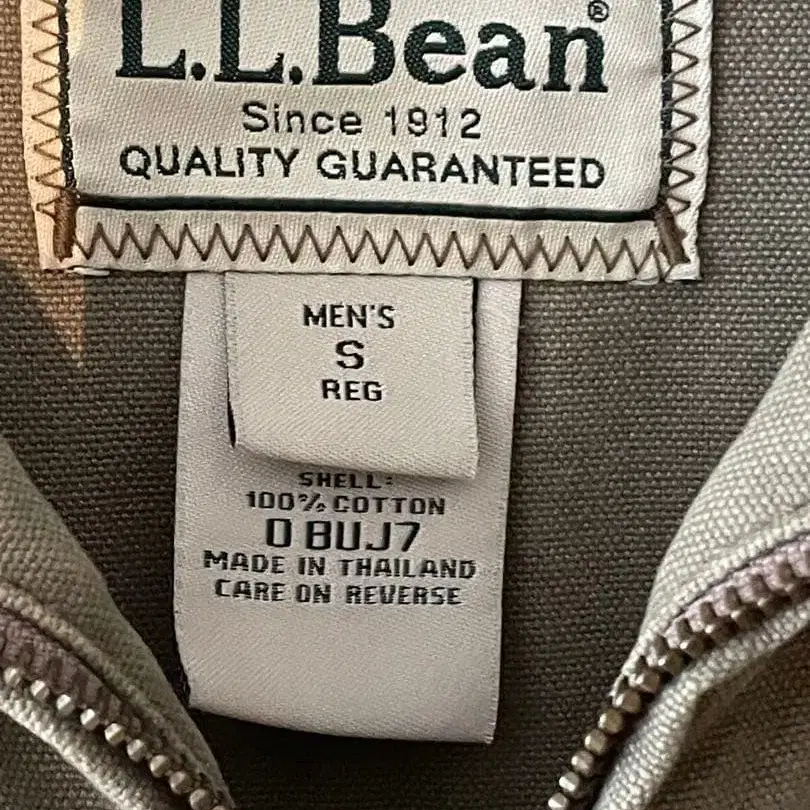 L.L.Bean®
Since 1912
QUALITY GUARANTEED
MEN'S
S
REG
SHELL:
100% COTTON
0 BUJ7
MADE IN THAILAND
CARE ON REVERSE